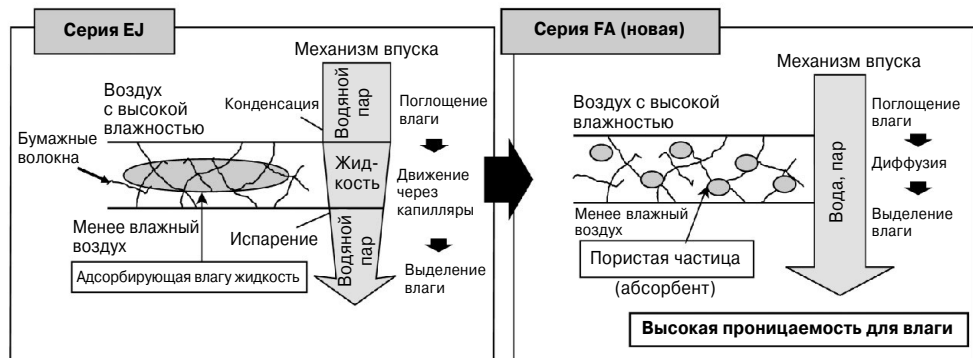 Серия EJ
Механизм впуска
Воздух
с высокой
влажностью
Конденсация
Водяной
пар
Поглощение
влаги
Бумажные
волокна
Жид-
кость
Движение
через
капилляры
Менее влажный
воздух
Испарение
Водяной
пар
Выделение
влаги
Адсорбирующая влагу жидкость
Серия FA (новая)
Механизм впуска
Воздух с высокой
влажностью
Поглощение
влаги
Диффузия
Вода, пар
Менее влажный
воздух
Выделение
влаги
Пористая частица
(абсорбент)
Высокая проницаемость для влаги